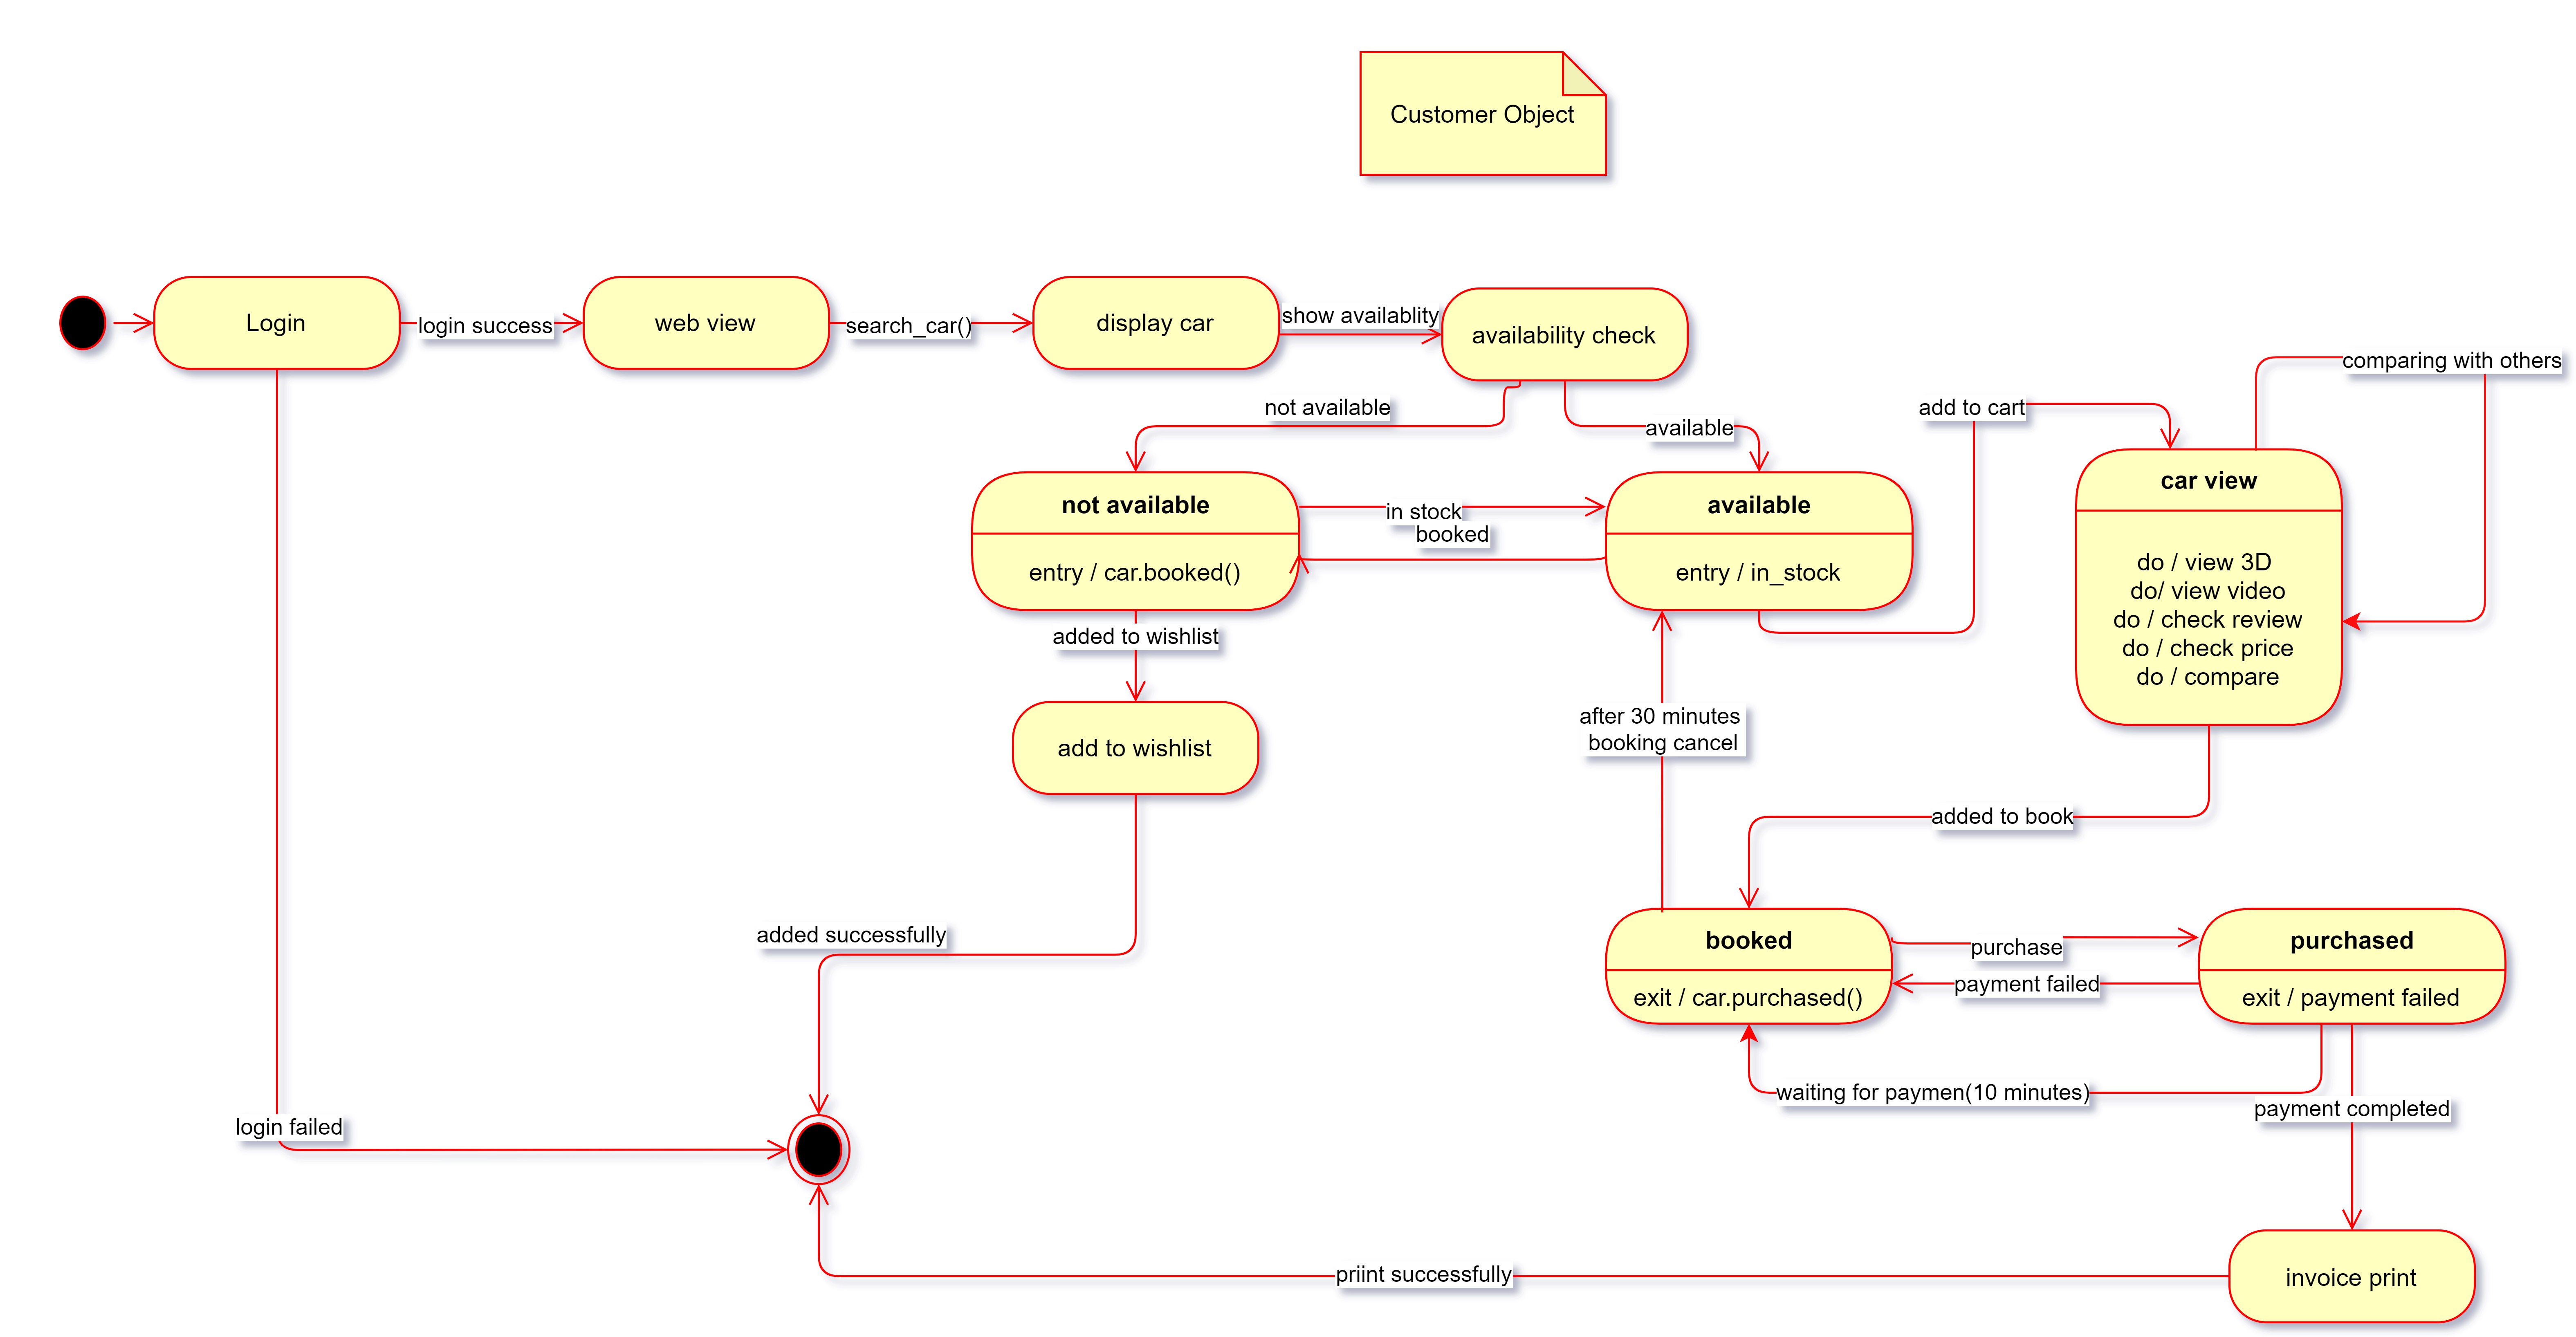 Customer Object
Login
login success
web view
search_car()
display car
show availablity
availability check
not available
available
add to cart
comparing with others
not available
entry / car.booked()
in stock
booked
available
entry / in_stock
car view
do / view 3D
do/ view video
do / check review
do / check price
do / compare
added to wishlist
add to wishlist
after 30 minutes
booking cancel
added to book
added successfully
booked
exit / car.purchased()
purchase
payment failed
purchased
exit / payment failed
waiting for paymen(10 minutes)
payment completed
login failed
priint successfully
invoice print